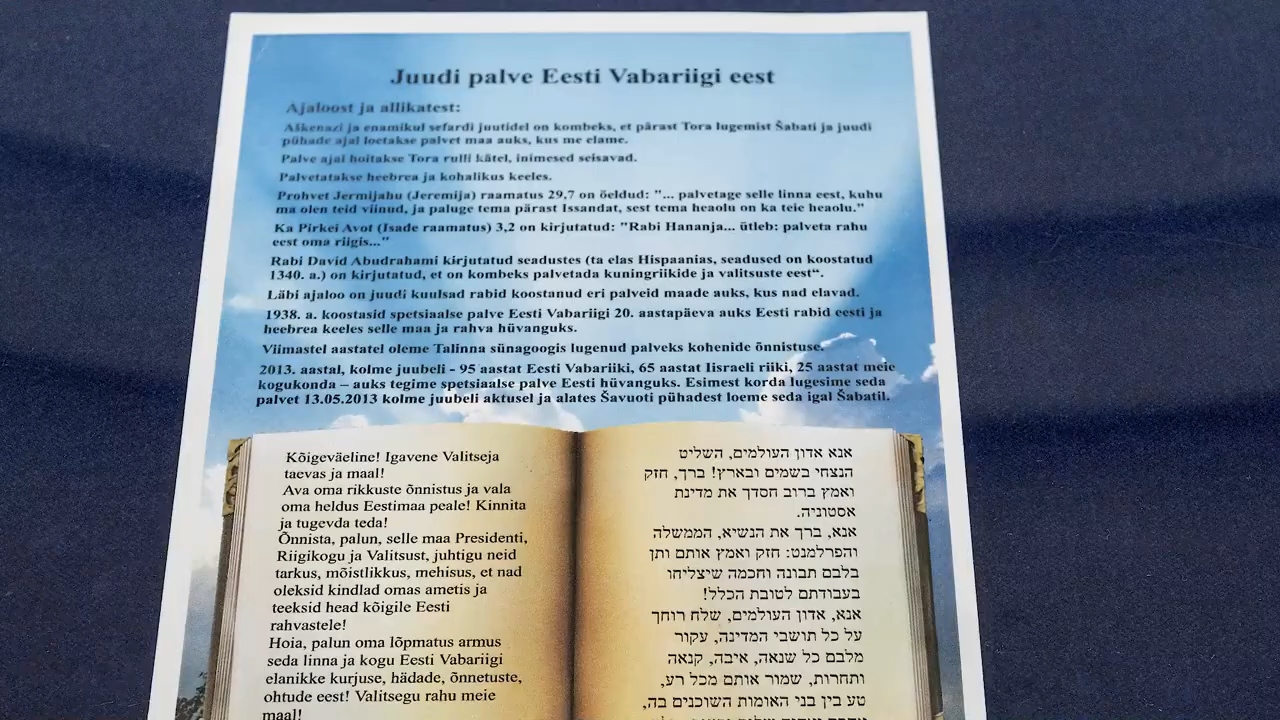 Juudi palve Eesti Vabariigi eest
Ajaloost ja allikatest:
Aškenazi ja enamikul sefardi juutidel on kombeks, et pärast Tora lugemist Šabati ja juudi
pühade ajal loetakse palvet maa auks, kus me elame.
Palve ajal hoitakse Tora rulli kätel, inimesed seisavad.
Palvetatakse heebrea ja kohalikus keeles.
Prohvet Jermijahu (Jeremija) raamatus 29,7 on öeldud: "... palvetage selle linna eest, kuhu
ma olen teid viinud, ja paluge tema pärast Issandat, sest tema heaolu on ka teie heaolu."
Ka Pirkei Avot (Isade raamatus) 3,2 on kirjutatud: "Rabi Hananja... ütleb: palveta rahu
eest oma riigis..."
Rabi David Abudrahami kirjutatud seadustes (ta elas Hispaanias, seadused on koostatud
1340. a.) on kirjutatud, et on kombeks palvetada kuningriikide ja valitsuste eest“.
Läbi ajaloo on juudi kuulsad rabid koostanud eri palveid maade auks, kus nad elavad.
1938. a. koostasid spetsiaalse palve Eesti Vabariigi 20. aastapäeva auks Eesti rabid eesti ja
heebrea keeles selle maa ja rahva hüvanguks.
Viimastel aastatel oleme Talinna sünagoogis lugenud palveks kohenide õnnistuse.
2013. aastal, kolme juubeli - 95 aastat Eesti Vabariiki, 65 aastat Iisraeli riiki, 25 aastat meie
kogukonda – auks tegime spetsiaalse palve Eesti hüvanguks. Esimest korda lugesime seda
palvet 13.05.2013 kolme juubeli aktusel ja alates Šavuoti pühadest loeme seda igal Šabatil.
Kõigeväeline! Igavene Valitseja
taevas ja maal!
Ava oma rikkuste õnnistus ja vala
oma heldus Eestimaa peale! Kinnita
ja tugevda teda!
Õnnista, palun, selle maa Presidenti,
Riigikogu ja Valitsust, juhtigu neid
tarkus, mõistlikkus, mehisus, et nad
oleksid kindlad omas ametis ja
teeksid head kõigile Eesti
rahvastele!
Hoia, palun oma lõpmatus armus
seda linna ja kogu Eesti Vabariigi
elanikke kurjuse, hädade, õnnetuste,
ohtude eest! Valitsegu rahu meie
maal!
אנא אדון העולמים, השליט
הנצחי בשמים ובארץ! ברך, חזק
ואמץ ברוב חסדך את מדינת
אסטוניה.
אנא, ברך את הנשיא, הממשלה
והפרלמנט: חזק ואמץ אותם ותן
בלבם תבונה וחכמה שיצליחו
בעבודתם לטובת הכלל!
אנא, אדון העולמים, שלח רוחך
על כל תושבי המדינה, עקור
מלבם כל שנאה, איבה, קנאה
ותחרות, שמור אותם מכל רע,
טע בין בני האומות השוכנים בה,